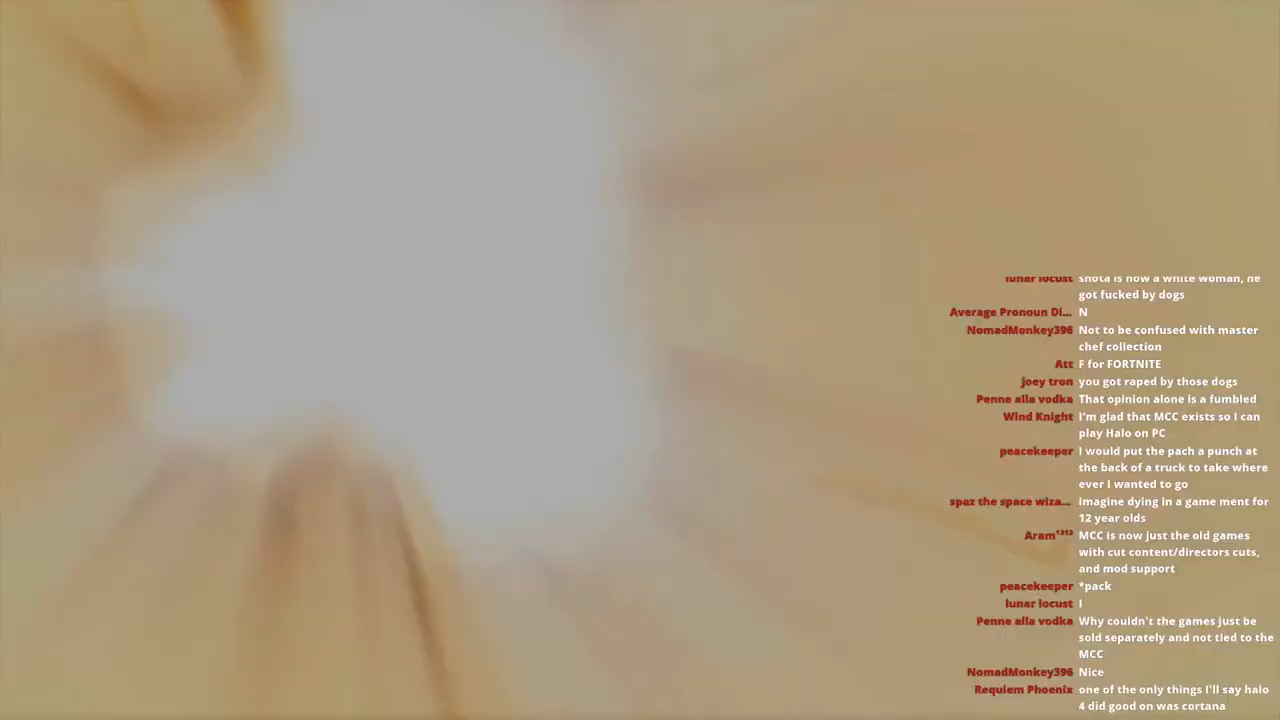 lunar locust shota is now a white woman, he
got fucked by dogs
Average Pronoun Di... N
NomadMonkey396 Not to be confused with master
chef collection
Att F for FORTNITE
joey tron you got raped by those dogs
Penne alla vodka That opinion alone is a fumbled
Wind Knight I'm glad that MCC exists so I can
play Halo on PC
peacekeeper I would put the pach a punch at
the back of a truck to take where
ever I wanted to go
spaz the space wiza... imagine dying in a game ment for
12 year olds
Aram¹³¹² MCC is now just the old games
with cut content/directors cuts,
and mod support
peacekeeper *pack
lunar locust I
Penne alla vodka Why couldn't the games just be
sold separately and not tied to the
MCC
NomadMonkey396 Nice
Requiem Phoenix one of the only things I'll say halo
4 did good on was cortana